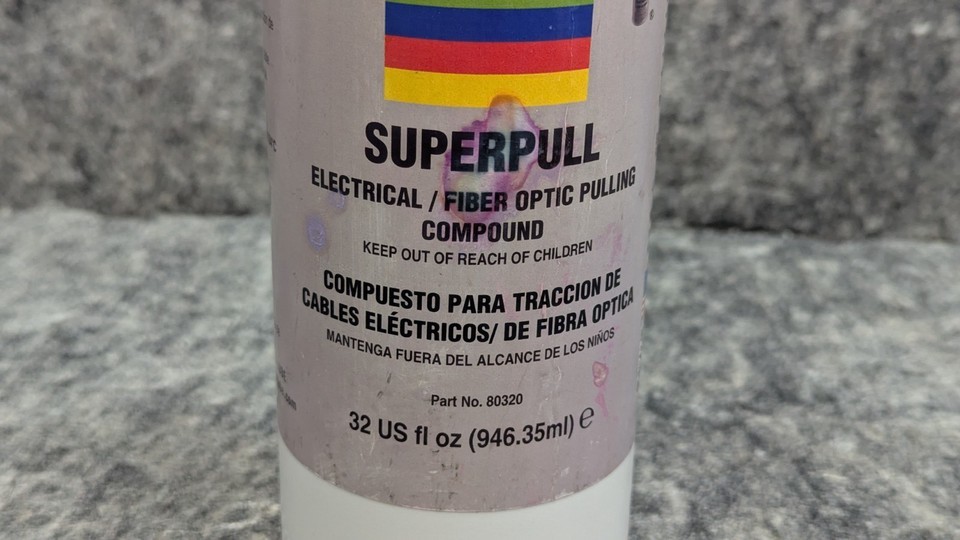 SUPERPULL
ELECTRICAL / FIBER OPTIC PULLING
COMPOUND
KEEP OUT OF REACH OF CHILDREN
COMPUESTO PARA TRACCION DE
CABLES ELÉCTRICOS/ DE FIBRA OPTICA
MANTENGA FUERA DEL ALCANCE DE LOS NIÑOS
Part No. 80320
32 US fl oz (946.35ml) ℮